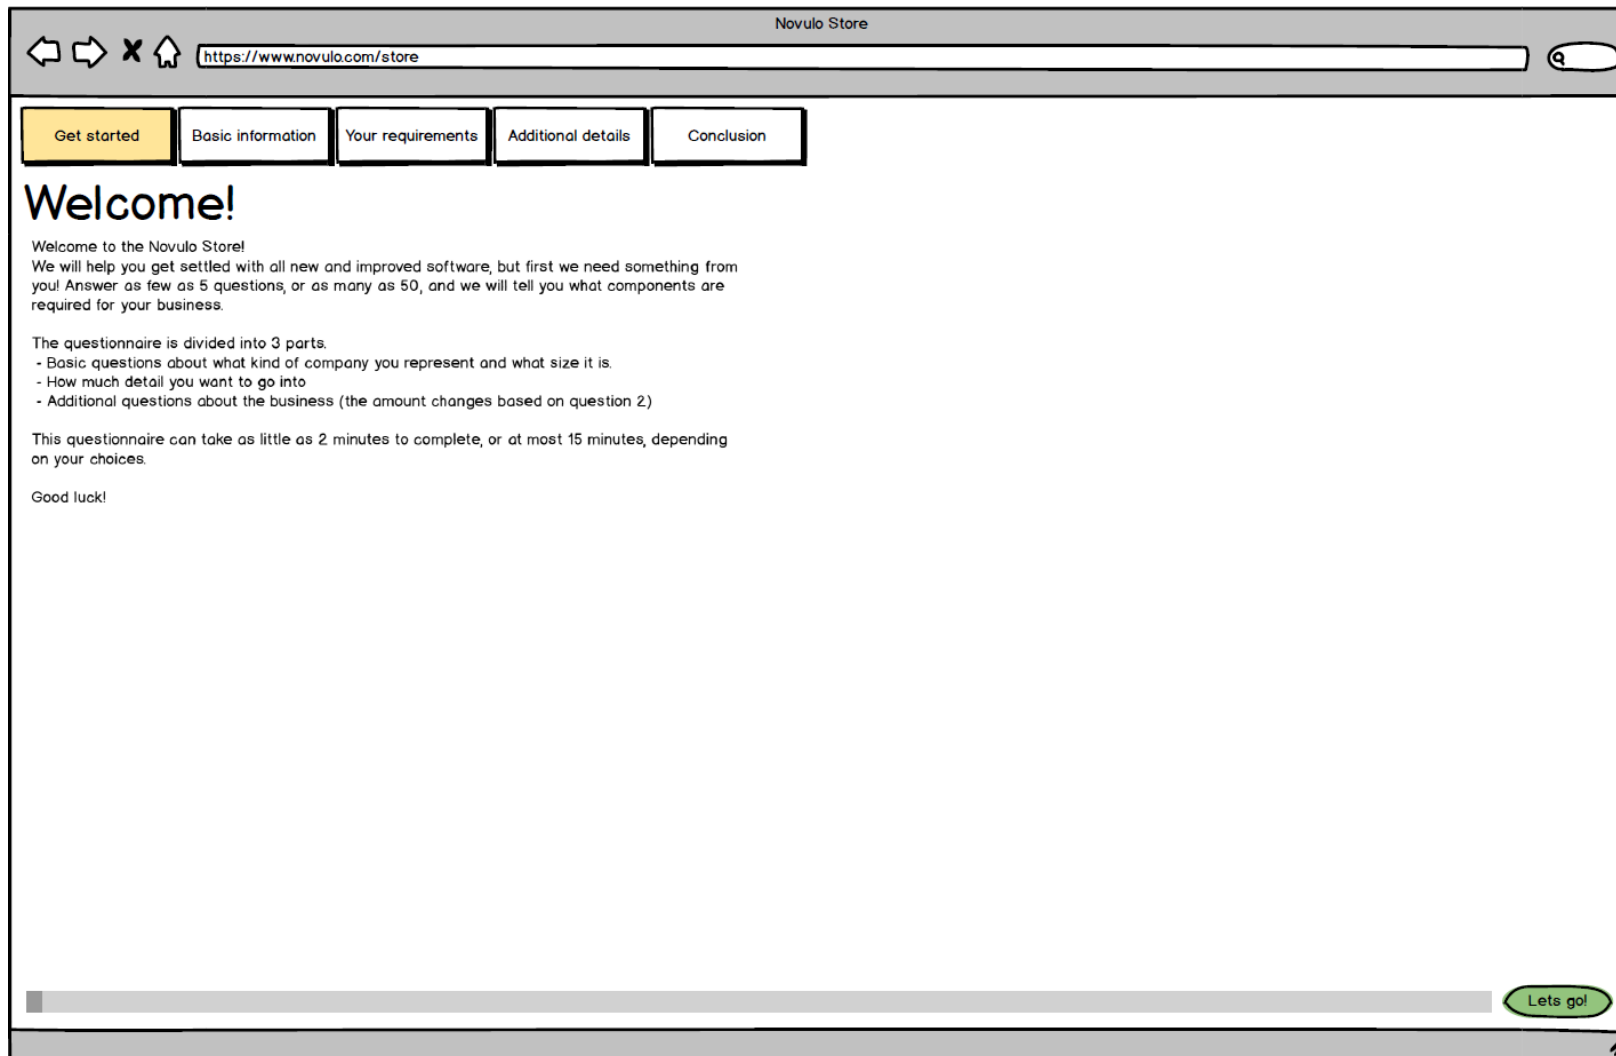 Novulo Store
https://www.novulo.com/store
Get started
Basic information
Your requirements
Additional details
Conclusion
Welcome!
Welcome to the Novulo Store!
We will help you get settled with all new and improved software, but first we need something from
you! Answer as few as 5 questions, or as many as 50, and we will tell you what components are
required for your business.
The questionnaire is divided into 3 parts.
- Basic questions about what kind of company you represent and what size it is.
- How much detail you want to go into
- Additional questions about the business (the amount changes based on question 2)
This questionnaire can take as little as 2 minutes to complete, or at most 15 minutes, depending
on your choices.
Good luck!
Lets go!